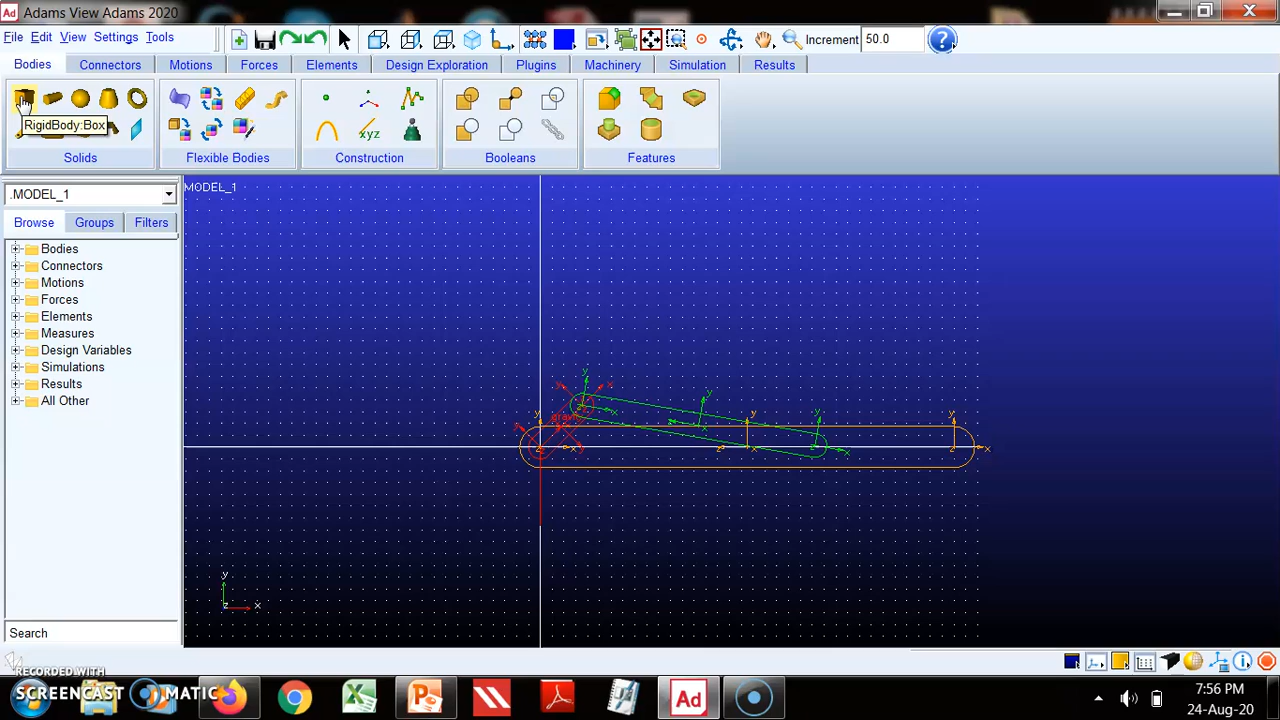 Ad Adams View Adams 2020
File Edit View Settings Tools
Increment 50.0
Bodies Connectors Motions Forces Elements Design Exploration Plugins Machinery Simulation Results
RigidBody:Box
xyz
Solids Flexible Bodies Construction Booleans Features
.MODEL_1
MODEL_1
Browse Groups Filters
Bodies
Connectors
Motions
Forces
Elements
Measures
Design Variables
Simulations
Results
All Other
y
z x
Search
RECORDED WITH
SCREENCAST MATIC
Ad
7:56 PM
24-Aug-20